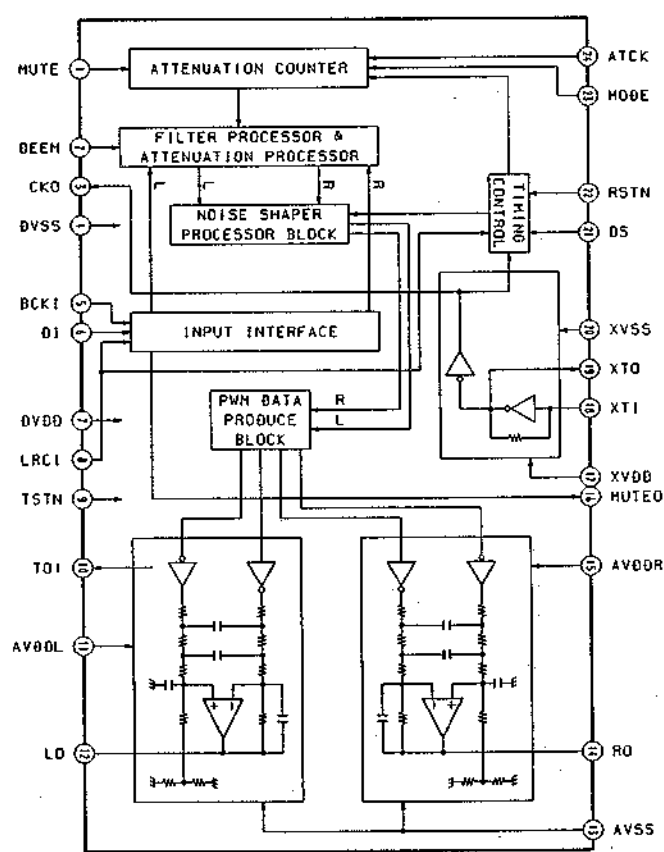 MUTE 1
DEEM 2
CKO 3
DVSS 4
BCKI 5
DI 6
DVDD 7
LRCI 8
TSTN 9
TO1 10
AVDDL 11
LO 12
ATTENUATION COUNTER
FILTER PROCESSOR &
ATTENUATION PROCESSOR
L
L
R
R
NOISE SHAPER
PROCESSOR BLOCK
TIMING
CONTROL
INPUT INTERFACE
PWM DATA
PRODUCE
BLOCK
R
L
+ −
− +
24 ATCK
23 MODE
22 RSTN
21 DS
20 XVSS
19 XTO
18 XTI
17 XVDD
16 MUTEO
15 AVDDR
14 RO
13 AVSS